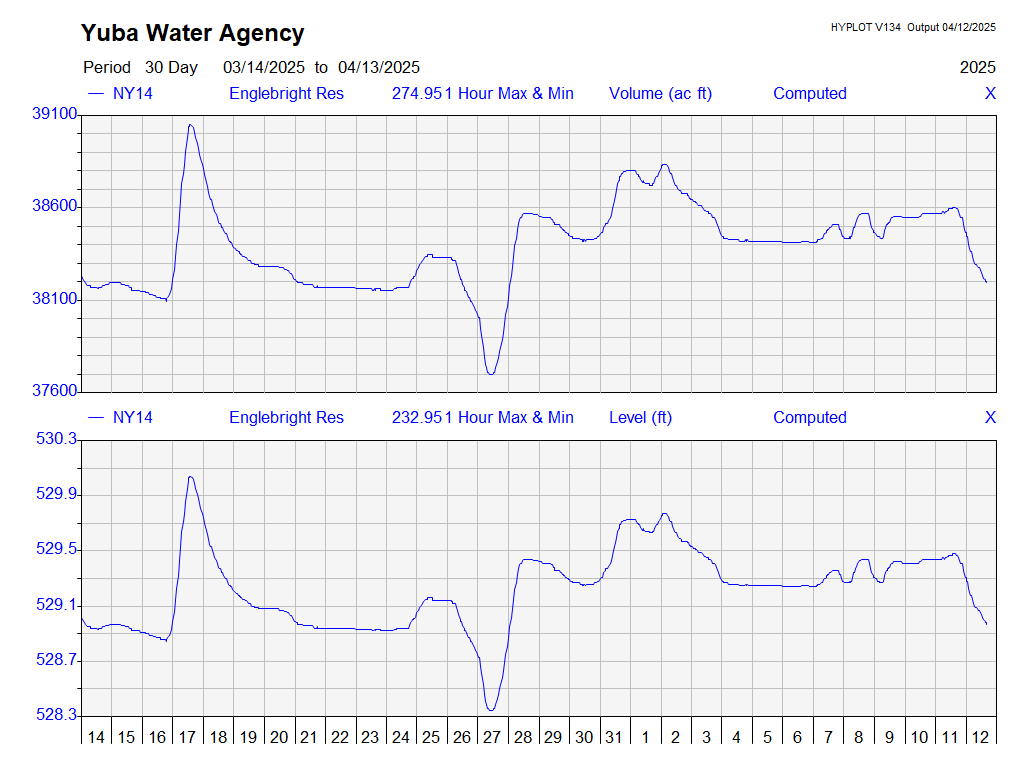 Yuba Water Agency
HYPLOT V134 Output 04/12/2025
Period 30 Day 03/14/2025 to 04/13/2025 2025
NY14 Englebright Res 274.951 Hour Max & Min Volume (ac ft) Computed X
39100
38600
38100
37600
NY14 Englebright Res 232.951 Hour Max & Min Level (ft) Computed X
530.3
529.9
529.5
529.1
528.7
528.3
14 15 16 17 18 19 20 21 22 23 24 25 26 27 28 29 30 31 1 2 3 4 5 6 7 8 9 10 11 12